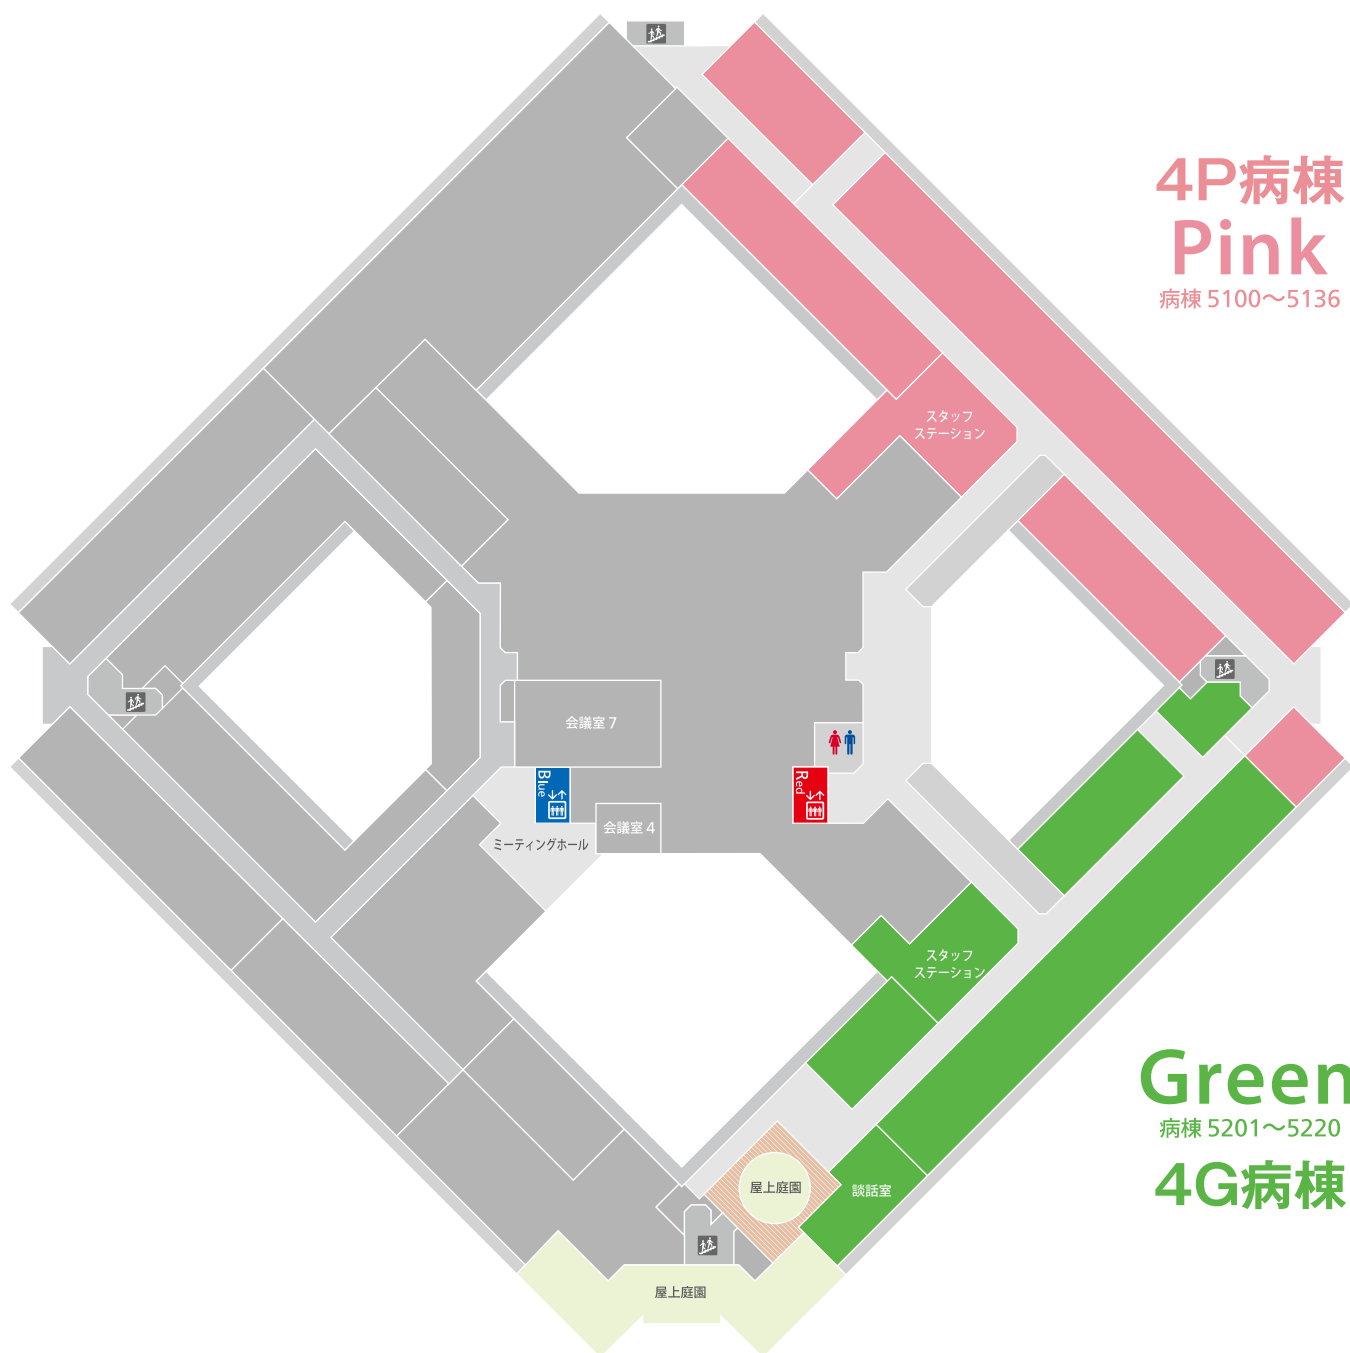 4P病棟
Pink
病棟 5100〜5136
スタッフ
ステーション
会議室 7
Blue
Red
会議室 4
ミーティングホール
スタッフ
ステーション
Green
病棟 5201〜5220
4G病棟
屋上庭園
談話室
屋上庭園